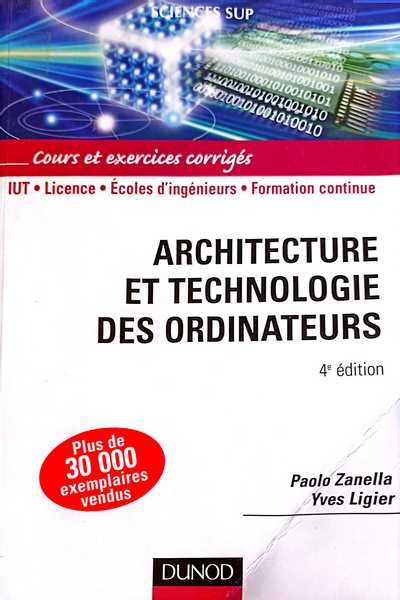 SCIENCES SUP
Cours et exercices corrigés
IUT • Licence • Écoles d'ingénieurs • Formation continue
ARCHITECTURE
ET TECHNOLOGIE
DES ORDINATEURS
4e édition
Plus de
30 000
exemplaires
vendus
Paolo Zanella
Yves Ligier
DUNOD